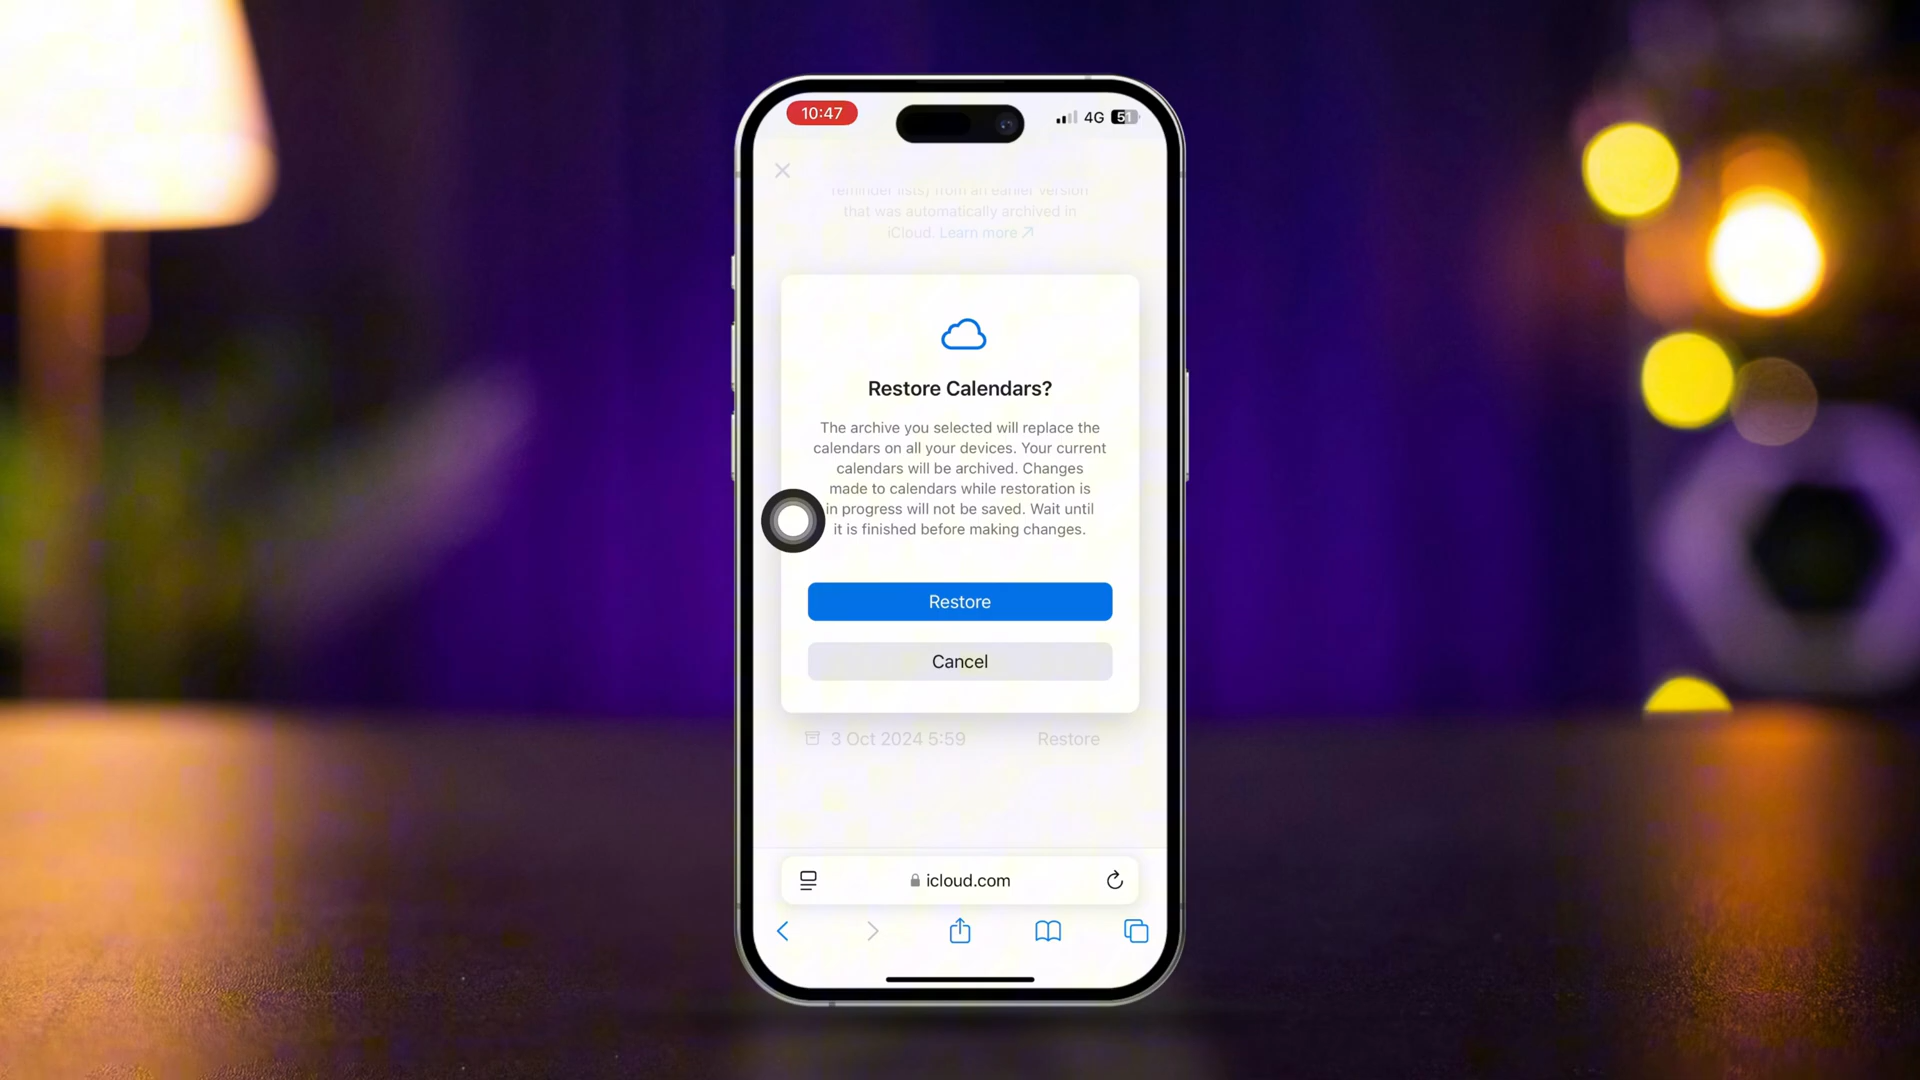 10:47
4G 51
reminder lists) from an earlier version
that was automatically archived in
iCloud. Learn more ↗
Restore Calendars?
The archive you selected will replace the
calendars on all your devices. Your current
calendars will be archived. Changes
made to calendars while restoration is
in progress will not be saved. Wait until
it is finished before making changes.
Restore
Cancel
3 Oct 2024 5:59 Restore
icloud.com